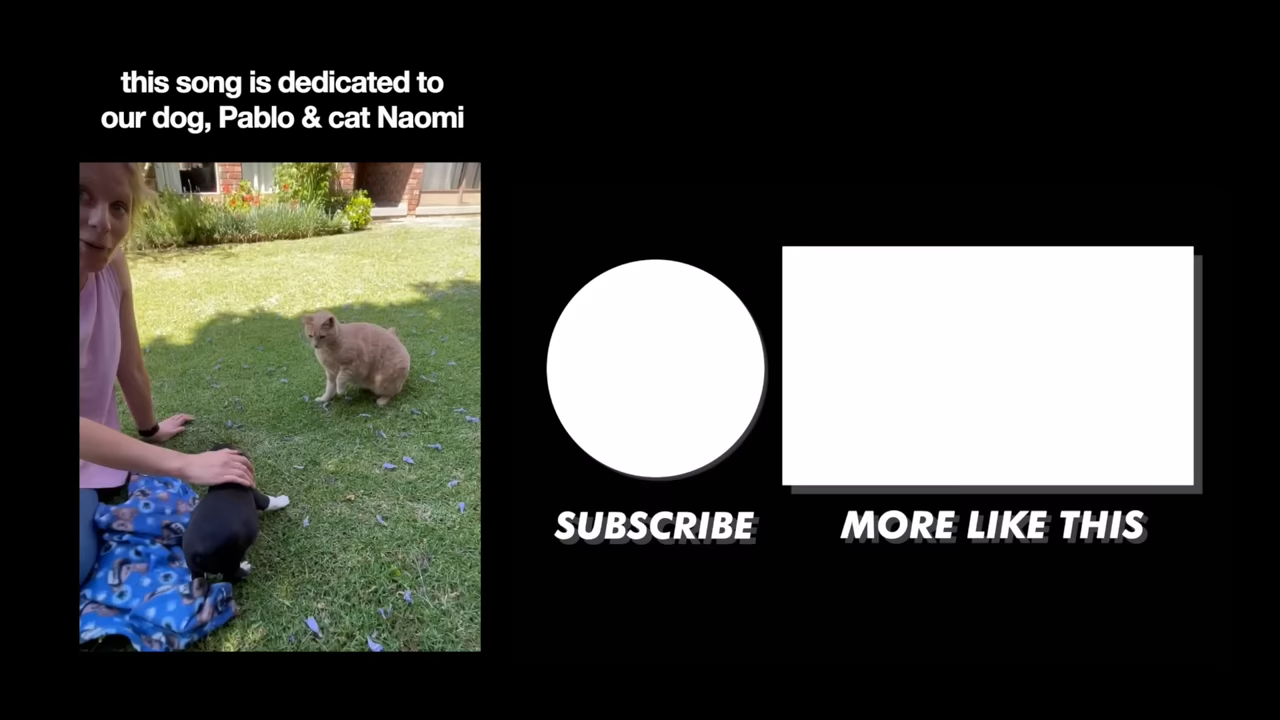 this song is dedicated to
our dog, Pablo & cat Naomi
SUBSCRIBE
MORE LIKE THIS